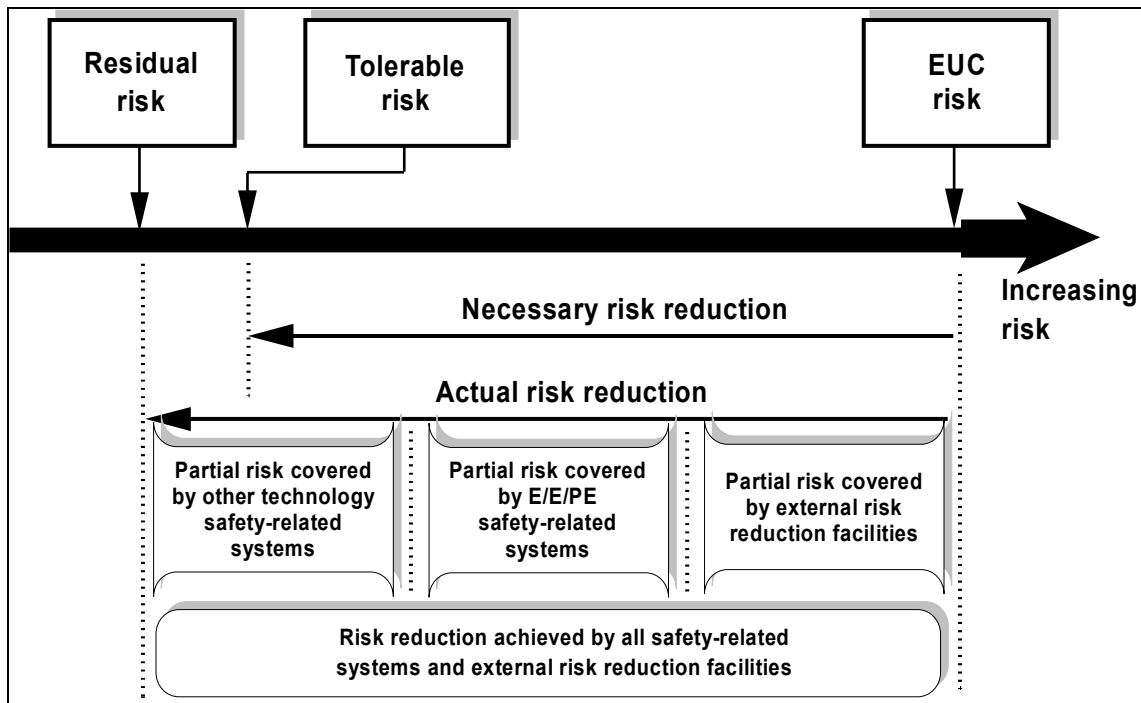 Residual
risk
Tolerable
risk
EUC
risk
Increasing
risk
Necessary risk reduction
Actual risk reduction
Partial risk covered
by other technology
safety-related
systems
Partial risk covered
by E/E/PE
safety-related
systems
Partial risk covered
by external risk
reduction facilities
Risk reduction achieved by all safety-related
systems and external risk reduction facilities